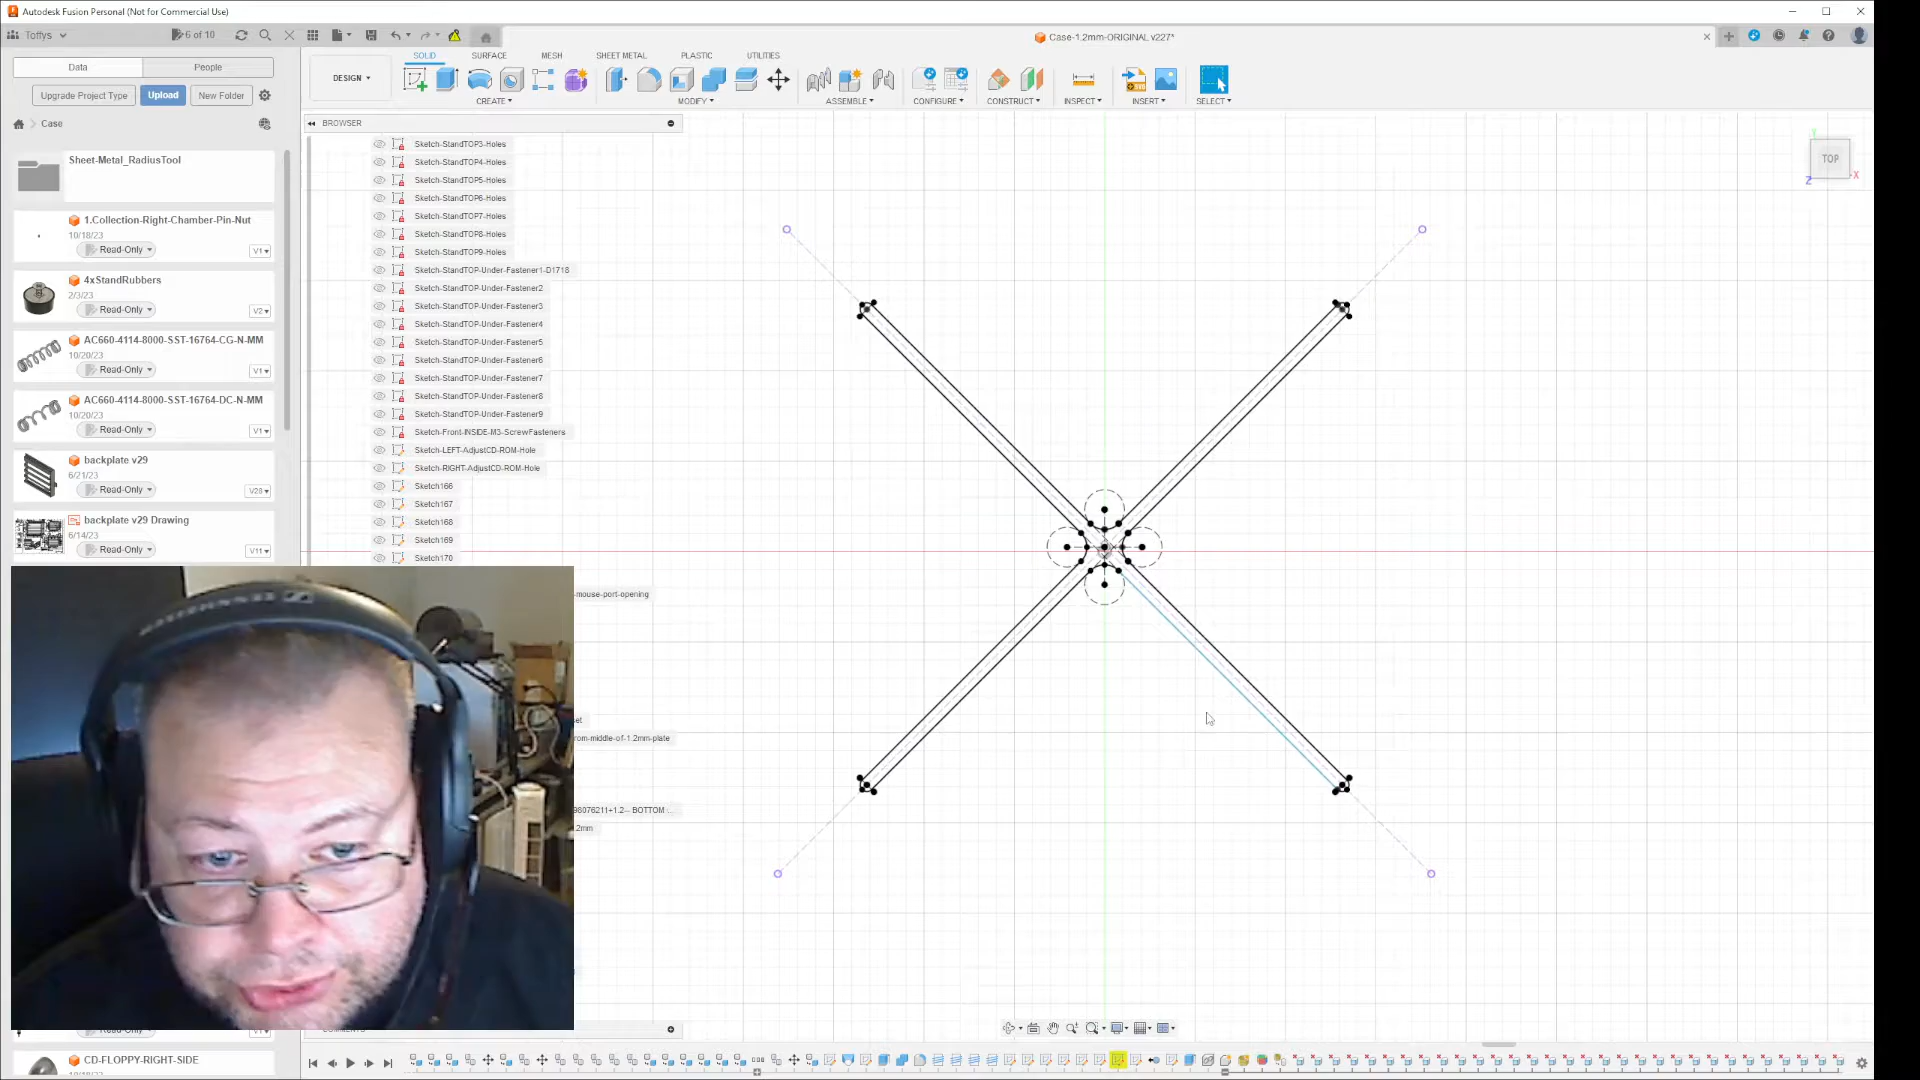 Autodesk Fusion Personal (Not for Commercial Use)
Toffys
6 of 10
Case-1.2mm-ORIGINAL v227*
Data
People
Upgrade Project Type
Upload
New Folder
Case
DESIGN
SOLID
SURFACE
MESH
SHEET METAL
PLASTIC
UTILITIES
CREATE
MODIFY
ASSEMBLE
CONFIGURE
CONSTRUCT
INSPECT
INSERT
SELECT
BROWSER
Sheet-Metal_RadiusTool
1.Collection-Right-Chamber-Pin-Nut
10/18/23
Read-Only
V1
4xStandRubbers
2/3/23
Read-Only
V2
AC660-4114-8000-SST-16764-CG-N-MM
10/20/23
Read-Only
V1
AC660-4114-8000-SST-16764-DC-N-MM
10/20/23
Read-Only
V1
backplate v29
6/21/23
Read-Only
V28
backplate v29 Drawing
6/14/23
Read-Only
V11
CD-FLOPPY-RIGHT-SIDE
Sketch-StandTOP3-Holes
Sketch-StandTOP4-Holes
Sketch-StandTOP5-Holes
Sketch-StandTOP6-Holes
Sketch-StandTOP7-Holes
Sketch-StandTOP8-Holes
Sketch-StandTOP9-Holes
Sketch-StandTOP-Under-Fastener1-D1718
Sketch-StandTOP-Under-Fastener2
Sketch-StandTOP-Under-Fastener3
Sketch-StandTOP-Under-Fastener4
Sketch-StandTOP-Under-Fastener5
Sketch-StandTOP-Under-Fastener6
Sketch-StandTOP-Under-Fastener7
Sketch-StandTOP-Under-Fastener8
Sketch-StandTOP-Under-Fastener9
Sketch-Front-INSIDE-M3-ScrewFasteners
Sketch-LEFT-AdjustCD-ROM-Hole
Sketch-RIGHT-AdjustCD-ROM-Hole
Sketch166
Sketch167
Sketch168
Sketch169
Sketch170
-mouse-port-opening
set
rom-middle-of-1.2mm-plate
98076211+1.2-- BOTTOM ...
.2mm
Y
TOP
X
Z